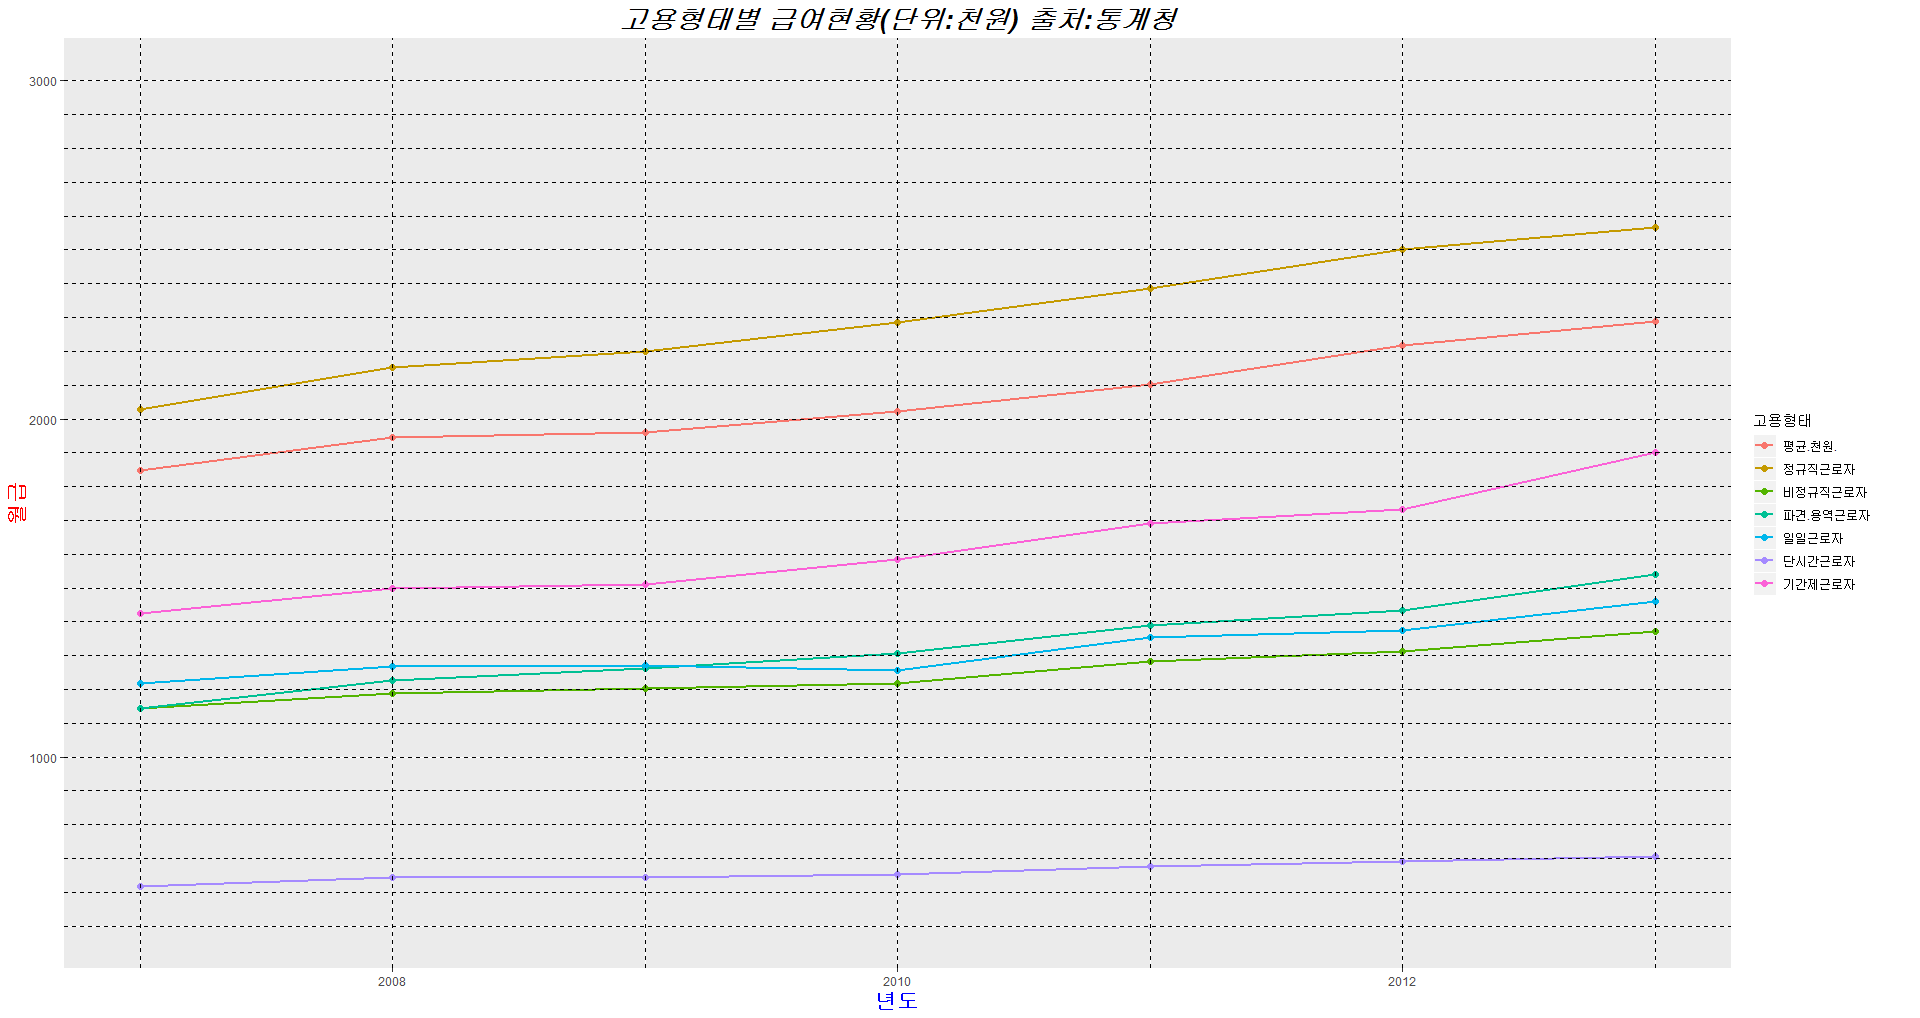 고용형태별 급여현황(단위:천원) 출처:통계청
3000
2000
1000
월급
2008
2010
2012
년도
고용형태
평균.천원.
정규직근로자
비정규직근로자
파견.용역근로자
일일근로자
단시간근로자
기간제근로자